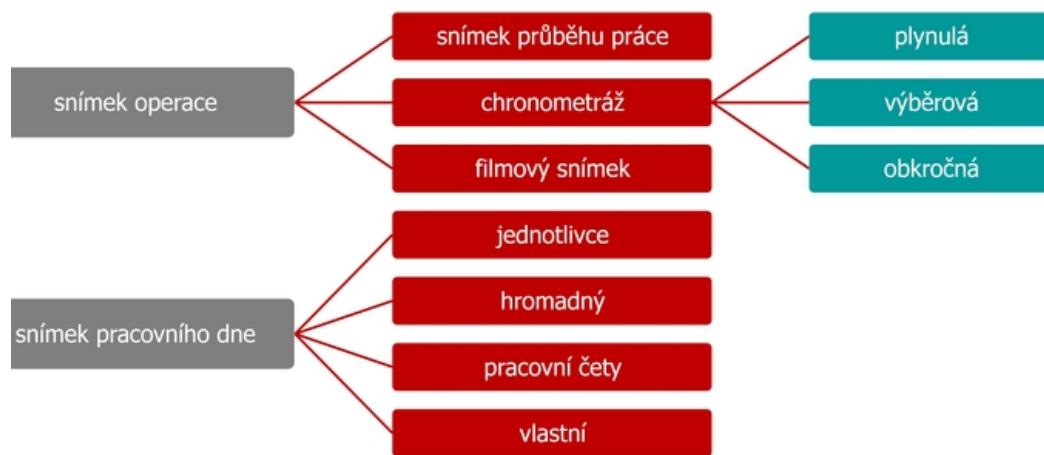 snímek operace
snímek průběhu práce
chronometráž
filmový snímek
plynulá
výběrová
obkročná
snímek pracovního dne
jednotlivce
hromadný
pracovní čety
vlastní